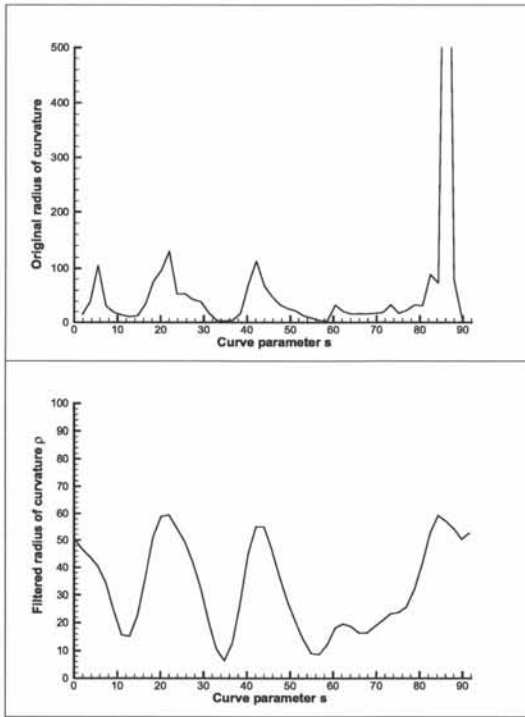 500
400
300
200
100
0
Original radius of curvature
0 10 20 30 40 50 60 70 80 90
Curve parameter s
100
90
80
70
60
50
40
30
20
10
0
Filtered radius of curvature ρ
0 10 20 30 40 50 60 70 80 90
Curve parameter s